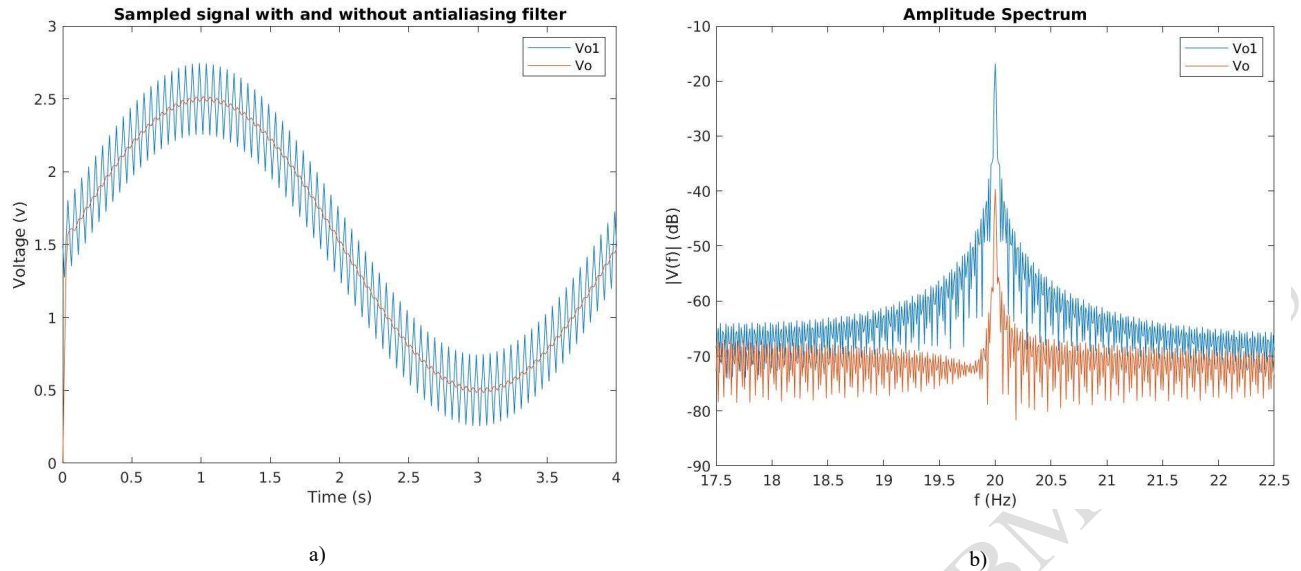 Sampled signal with and without antialiasing filter
3
2.5
2
1.5
1
0.5
0
Voltage (v)
Vo1
Vo
0 0.5 1 1.5 2 2.5 3 3.5 4
Time (s)
a)
Amplitude Spectrum
-10
-20
-30
-40
-50
-60
-70
-80
-90
|V(f)| (dB)
Vo1
Vo
17.5 18 18.5 19 19.5 20 20.5 21 21.5 22 22.5
f (Hz)
b)